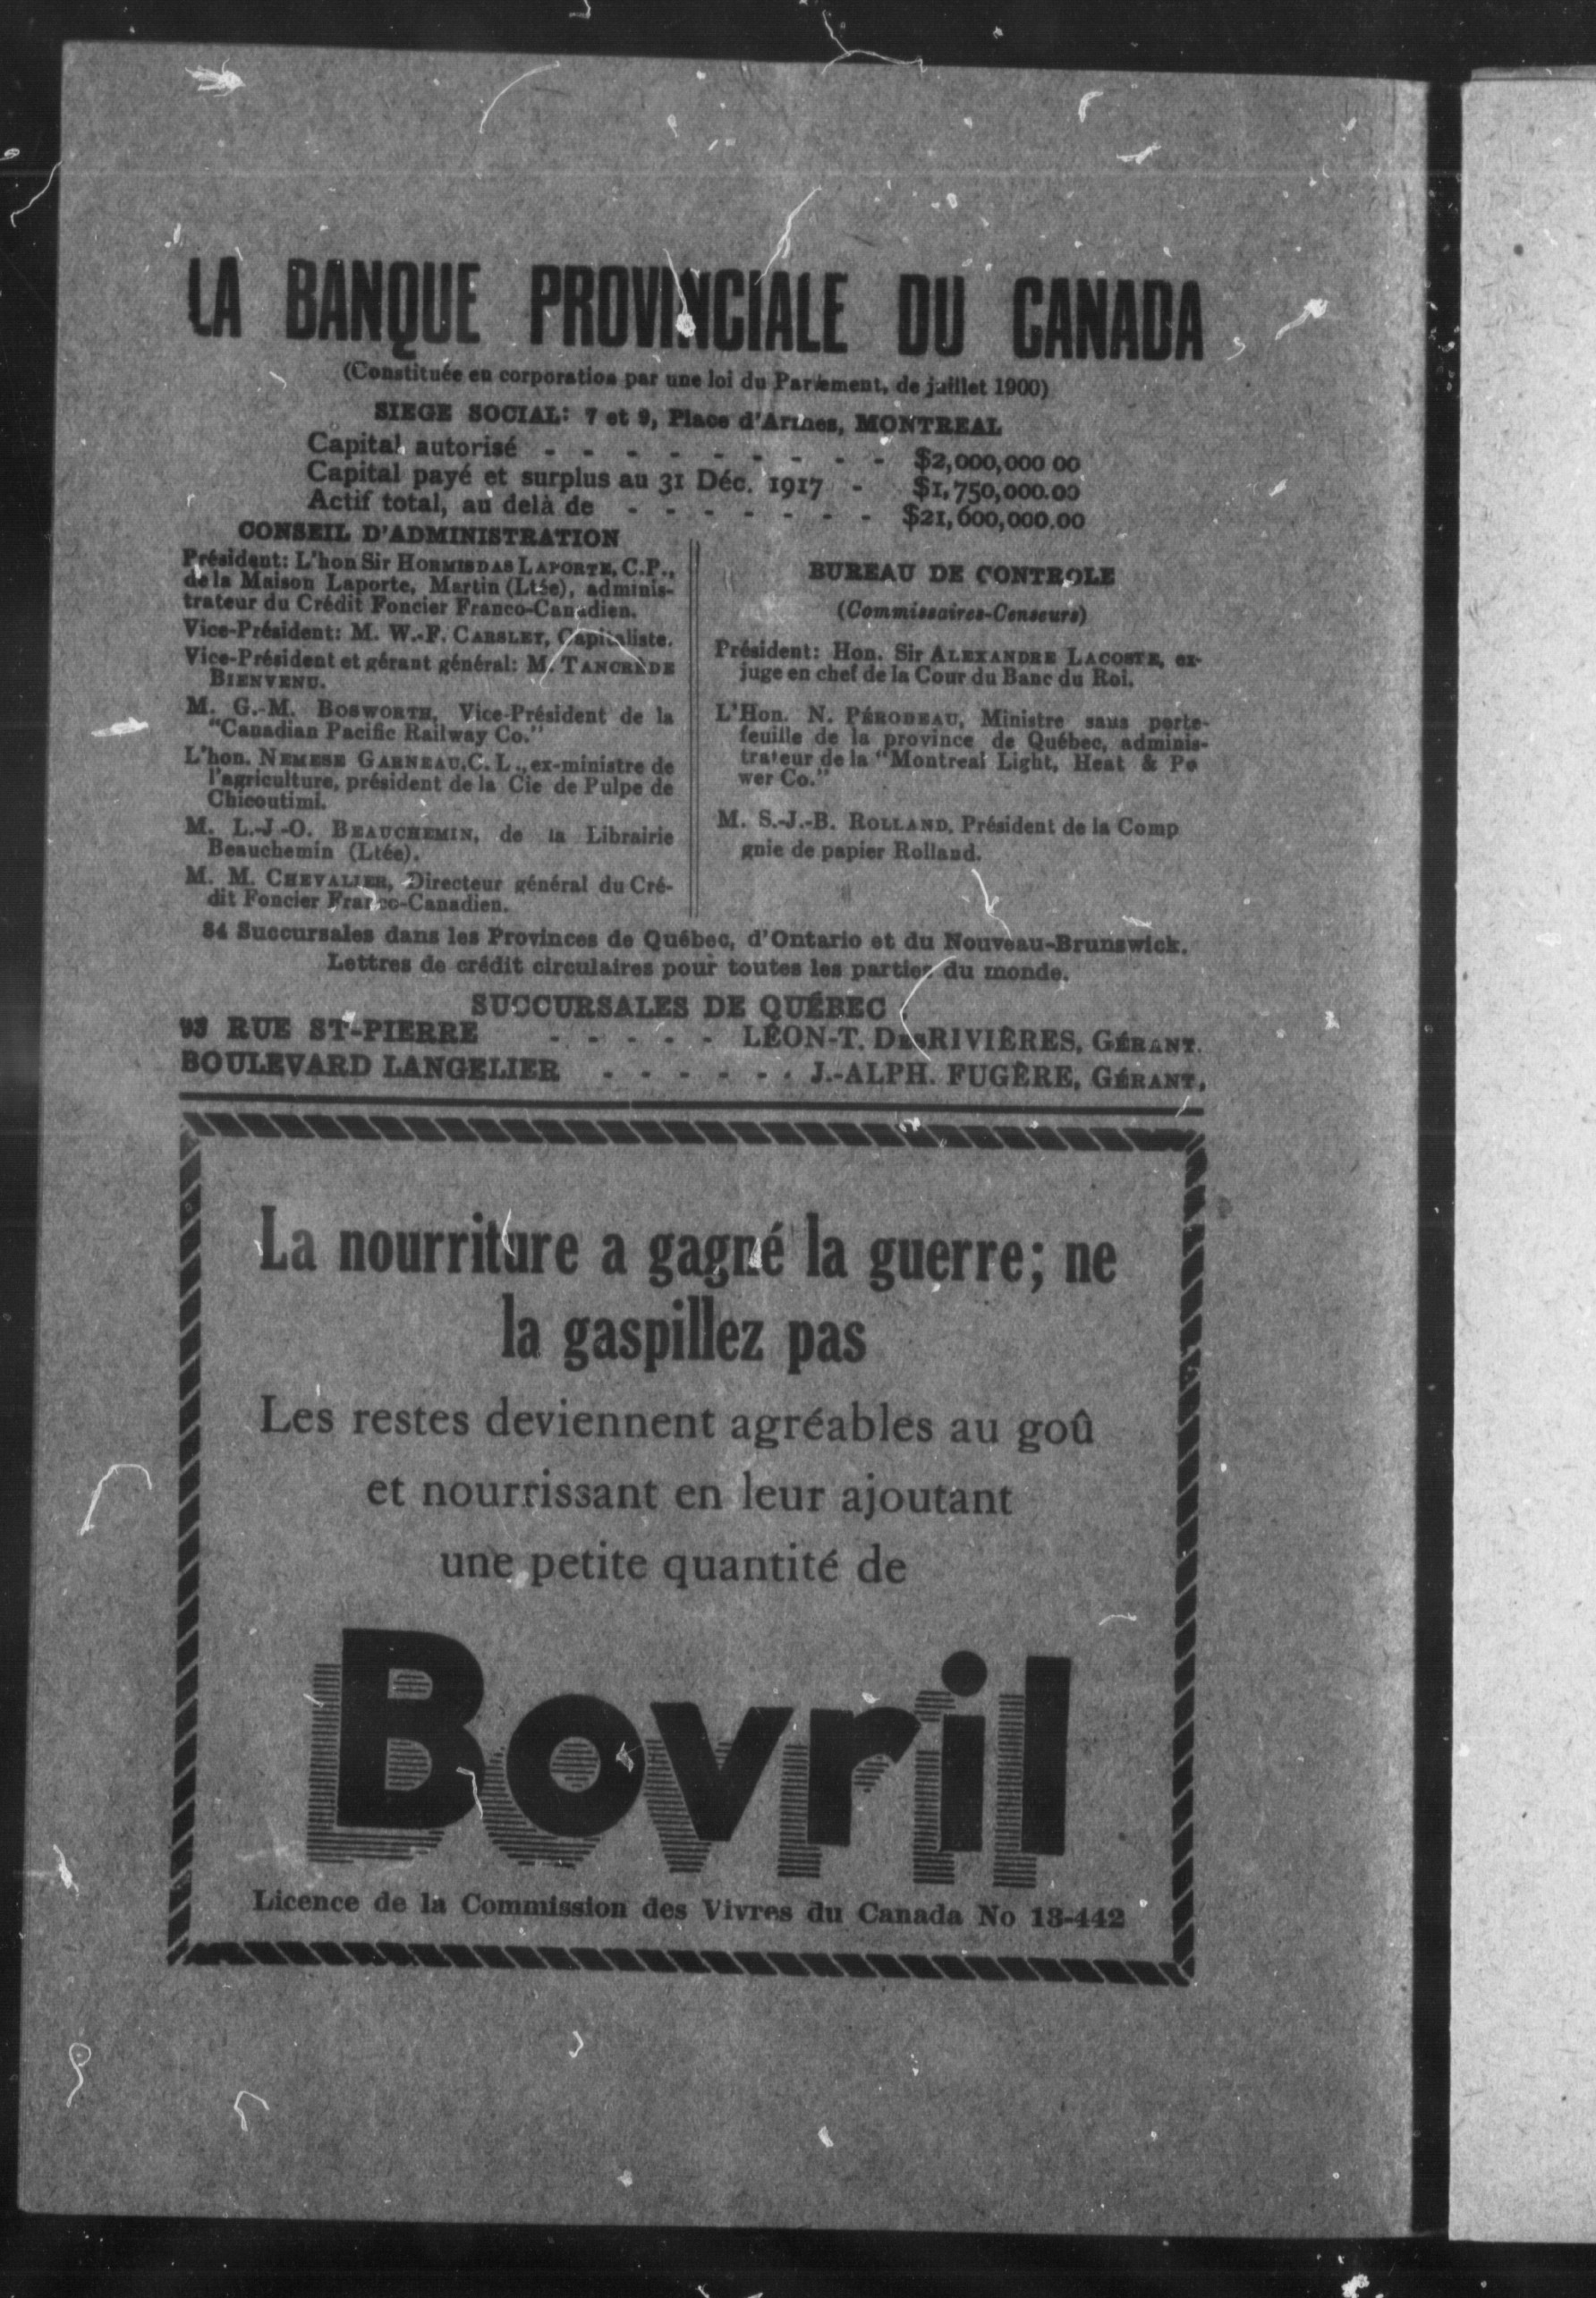 LA BANQUE PROVINCIALE DU CANADA
(Constituée en corporation par une loi du Parlement, de juillet 1900)
SIEGE SOCIAL: 7 et 9, Place d'Armes, MONTREAL
Capital autorisé - - - - - - - - - $2,000,000 00
Capital payé et surplus au 31 Déc. 1917 - $1,750,000.00
Actif total, au delà de - - - - - - - $21,600,000.00
CONSEIL D'ADMINISTRATION
Président: L'hon Sir HORMISDAS LAPORTE, C.P.,
de la Maison Laporte, Martin (Ltée), adminis-
trateur du Crédit Foncier Franco-Canadien.
Vice-Président: M. W.-F. CARSLEY, Capitaliste.
Vice-Président et gérant général: M. TANCRÈDE
BIENVENU.
M. G.-M. BOSWORTH, Vice-Président de la
"Canadian Pacific Railway Co."
L'hon. NEMESE GARNEAU, C. L., ex-ministre de
l'agriculture, président de la Cie de Pulpe de
Chicoutimi.
M. L.-J-O. BEAUCHEMIN, de la Librairie
Beauchemin (Ltée).
M. M. CHEVALIER, Directeur général du Cré-
dit Foncier Franco-Canadien.
BUREAU DE CONTROLE
(Commissaires-Censeurs)
Président: Hon. Sir ALEXANDRE LACOSTE, ex-
juge en chef de la Cour du Banc du Roi.
L'Hon. N. PÉRODEAU, Ministre sans porte-
feuille de la province de Québec, adminis-
trateur de la "Montreal Light, Heat & Po
wer Co."
M. S.-J.-B. ROLLAND, Président de la Comp
gnie de papier Rolland.
84 Succursales dans les Provinces de Québec, d'Ontario et du Nouveau-Brunswick.
Lettres de crédit circulaires pour toutes les parties du monde.
SUCCURSALES DE QUÉBEC
93 RUE ST-PIERRE - - - - - LÉON-T. DesRIVIÈRES, GÉRANT.
BOULEVARD LANGELIER - - - - - - J.-ALPH. FUGÈRE, GÉRANT,
La nourriture a gagné la guerre; ne
la gaspillez pas
Les restes deviennent agréables au goû
et nourrissant en leur ajoutant
une petite quantité de
Bovril
Licence de la Commission des Vivres du Canada No 13-442